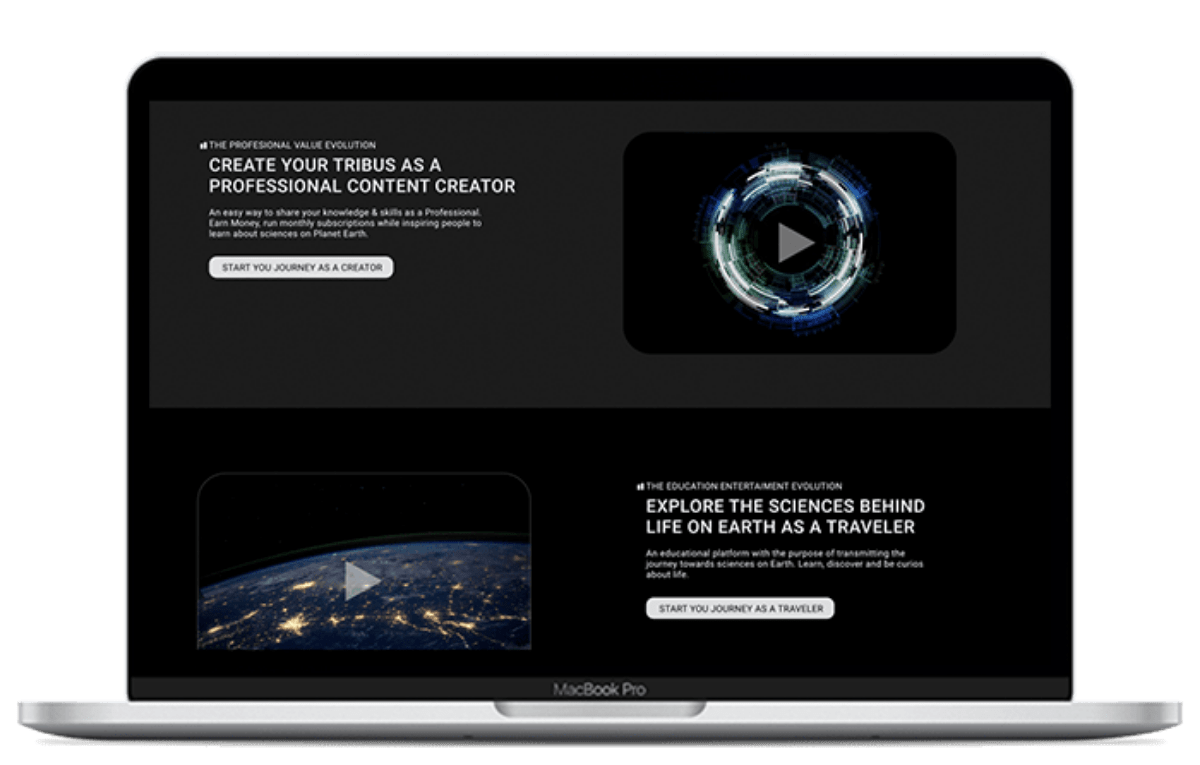 THE PROFESIONAL VALUE EVOLUTION
CREATE YOUR TRIBUS AS A
PROFESSIONAL CONTENT CREATOR
An easy way to share your knowledge & skills as a Professional.
Earn Money, run monthly subscriptions while inspiring people to
learn about sciences on Planet Earth.
START YOU JOURNEY AS A CREATOR
THE EDUCATION ENTERTAIMENT EVOLUTION
EXPLORE THE SCIENCES BEHIND
LIFE ON EARTH AS A TRAVELER
An educational platform with the purpose of transmitting the
journey towards sciences on Earth. Learn, discover and be curios
about life.
START YOU JOURNEY AS A TRAVELER
MacBook Pro